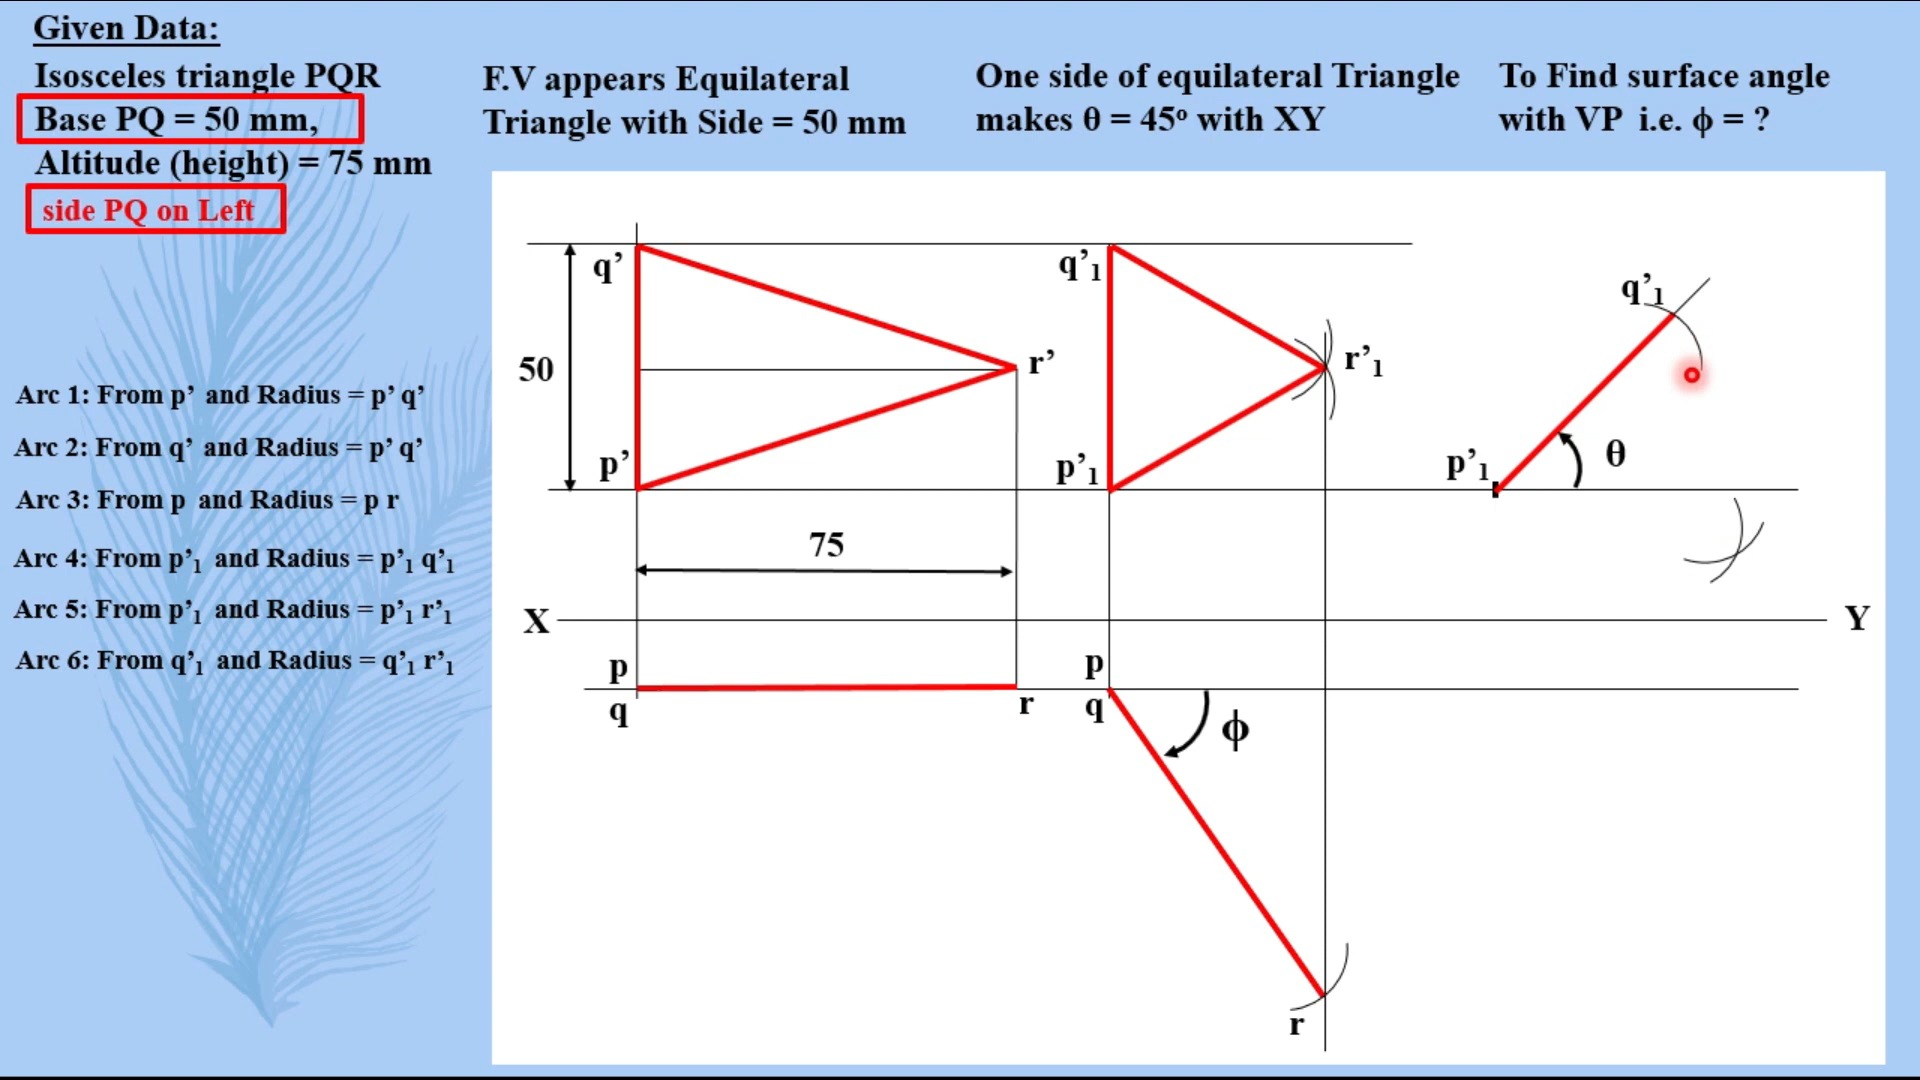 Given Data:
Isosceles triangle PQR
Base PQ = 50 mm,
Altitude (height) = 75 mm
side PQ on Left
F.V appears Equilateral
Triangle with Side = 50 mm
One side of equilateral Triangle
makes θ = 45° with XY
To Find surface angle
with VP i.e. ϕ = ?
Arc 1: From p’ and Radius = p’ q’
Arc 2: From q’ and Radius = p’ q’
Arc 3: From p and Radius = p r
Arc 4: From p’₁ and Radius = p’₁ q’₁
Arc 5: From p’₁ and Radius = p’₁ r’₁
Arc 6: From q’₁ and Radius = q’₁ r’₁
q’
q’₁
q’₁
50
r’
r’₁
p’
p’₁
p’₁
θ
75
X
Y
p
p
q
r
q
ϕ
r